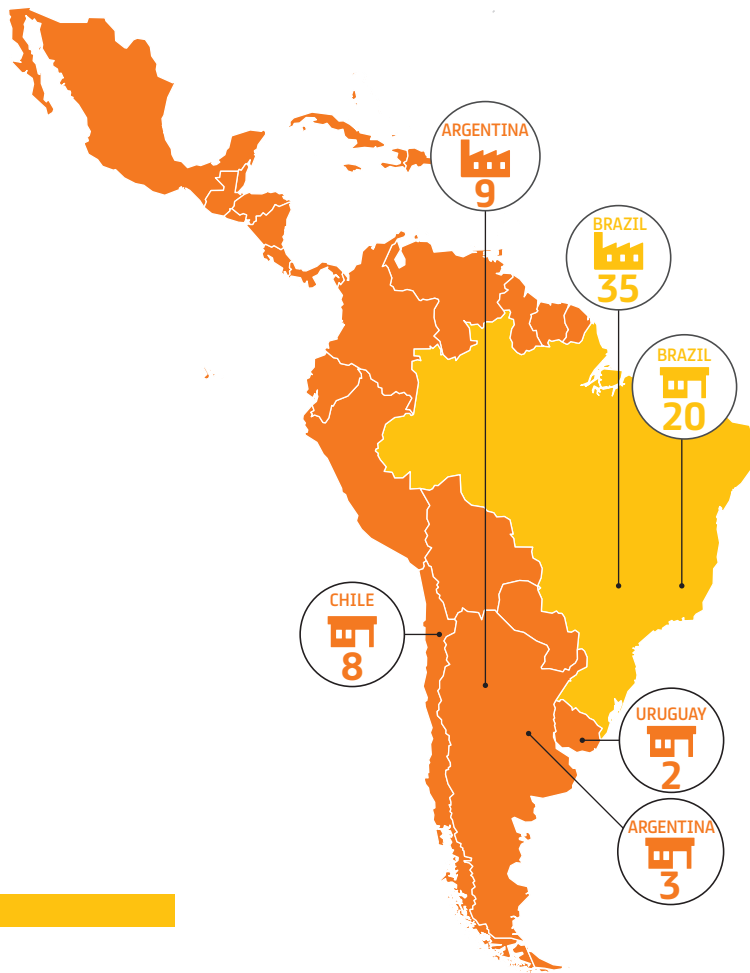 ARGENTINA
9
BRAZIL
35
BRAZIL
20
CHILE
8
URUGUAY
2
ARGENTINA
3